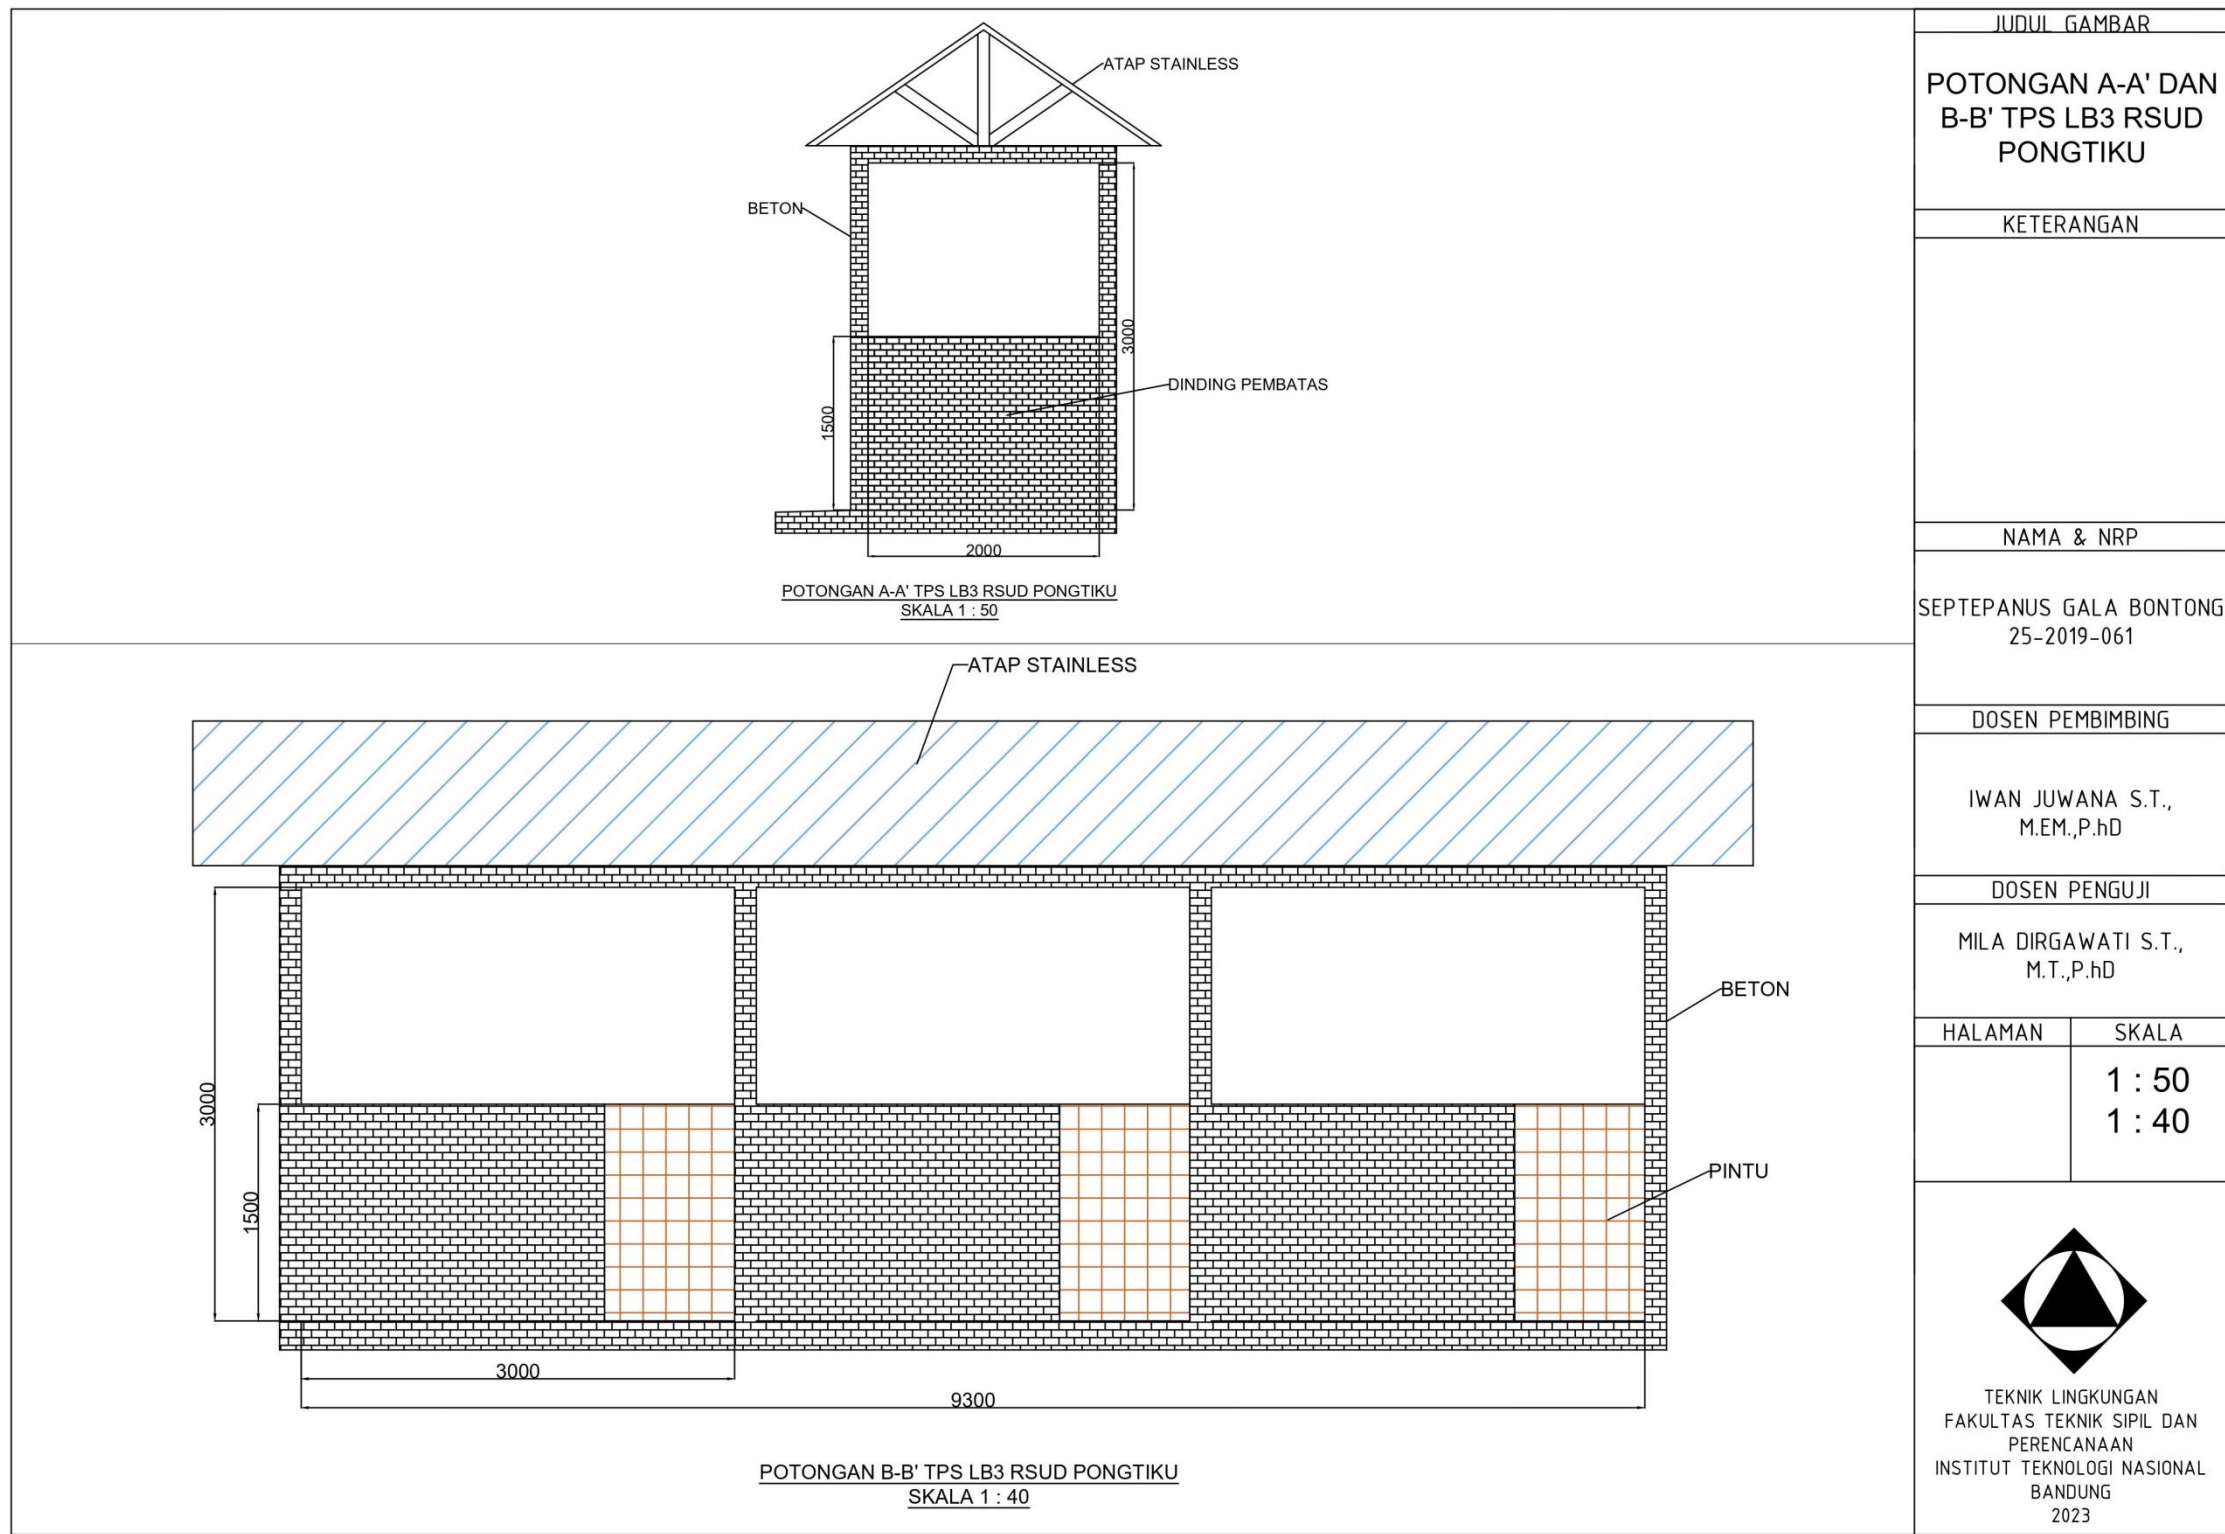 ATAP STAINLESS
BETON
3000
DINDING PEMBATAS
1500
2000
POTONGAN A-A' TPS LB3 RSUD PONGTIKU
SKALA 1 : 50
ATAP STAINLESS
BETON
3000
PINTU
1500
3000
9300
POTONGAN B-B' TPS LB3 RSUD PONGTIKU
SKALA 1 : 40
JUDUL GAMBAR
POTONGAN A-A' DAN
B-B' TPS LB3 RSUD
PONGTIKU
KETERANGAN
NAMA & NRP
SEPTEPANUS GALA BONTONG
25-2019-061
DOSEN PEMBIMBING
IWAN JUWANA S.T.,
M.EM.,P.hD
DOSEN PENGUJI
MILA DIRGAWATI S.T.,
M.T.,P.hD
HALAMAN
SKALA
1 : 50
1 : 40
TEKNIK LINGKUNGAN
FAKULTAS TEKNIK SIPIL DAN
PERENCANAAN
INSTITUT TEKNOLOGI NASIONAL
BANDUNG
2023